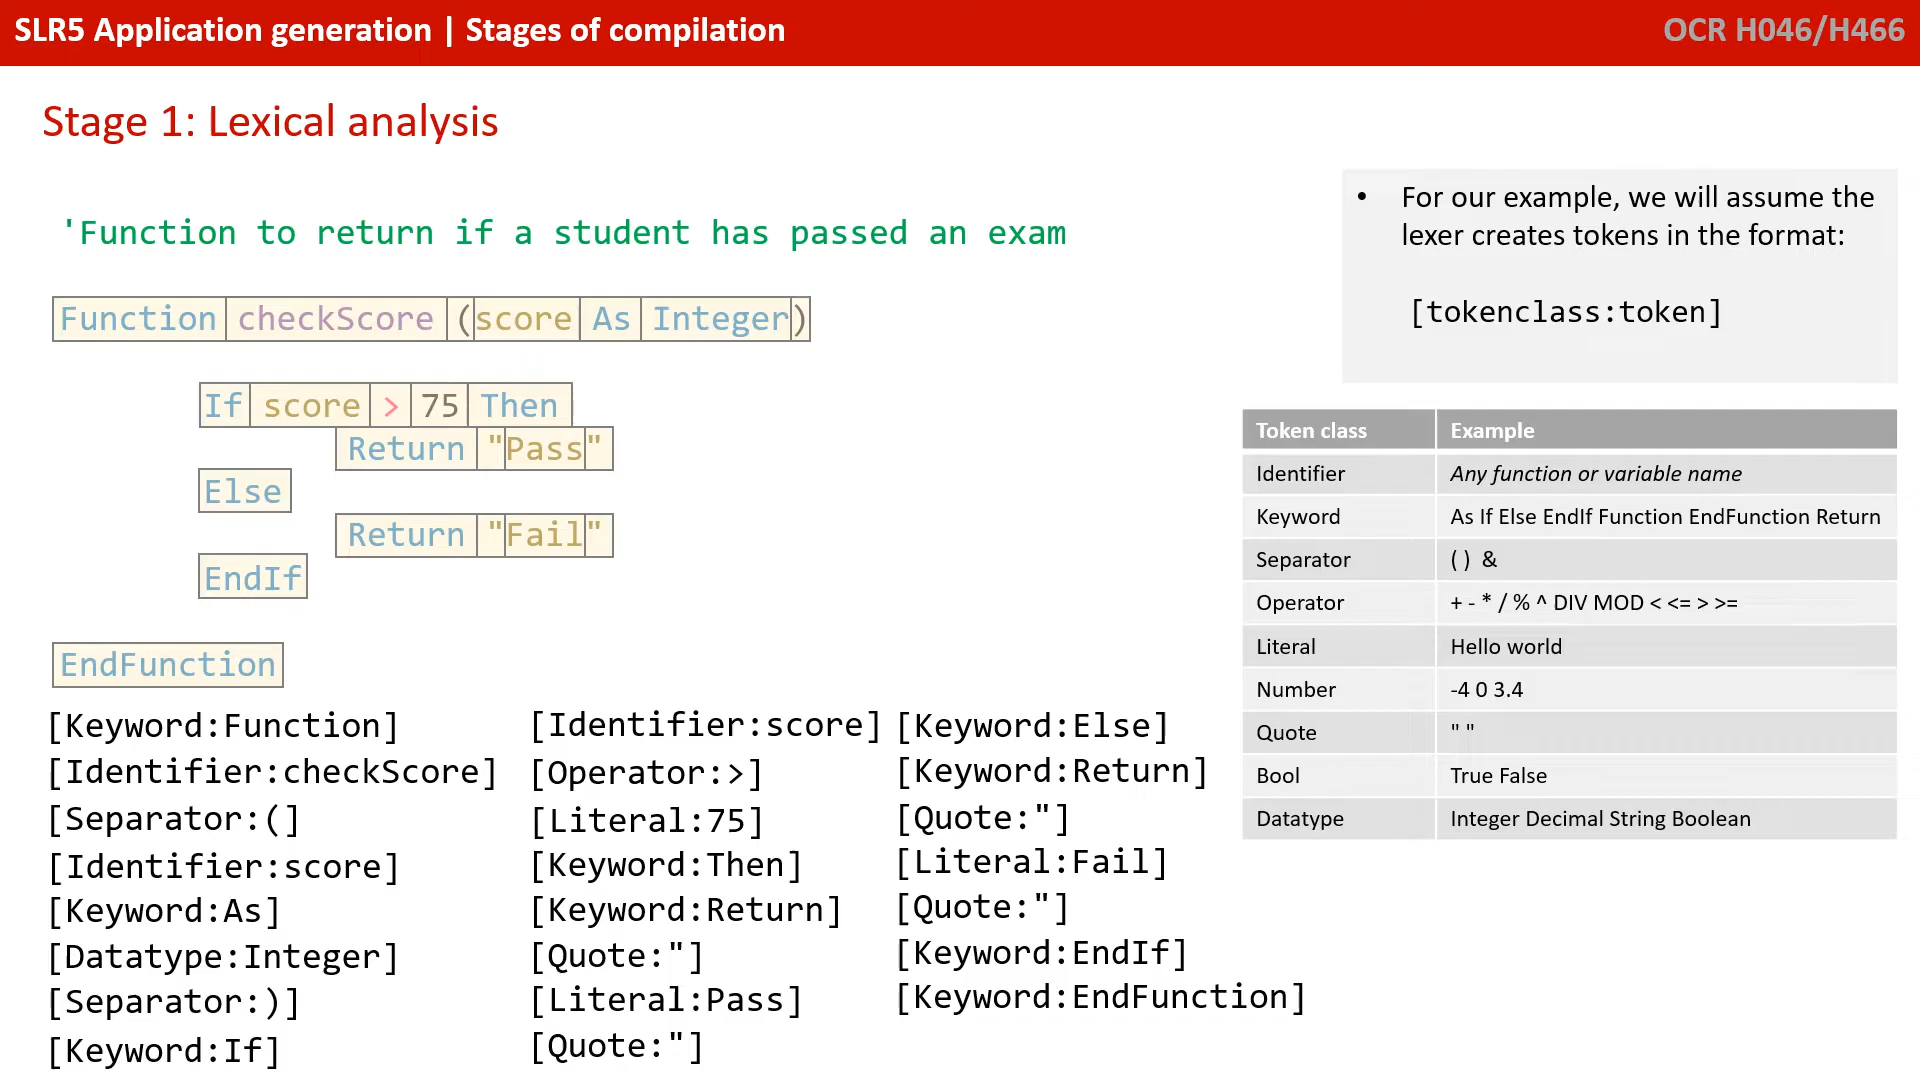 SLR5 Application generation | Stages of compilation
OCR H046/H466
Stage 1: Lexical analysis
'Function to return if a student has passed an exam
Function checkScore (score As Integer)
If score > 75 Then
Return "Pass"
Else
Return "Fail"
EndIf
EndFunction
[Keyword:Function]
[Identifier:checkScore]
[Separator:(]
[Identifier:score]
[Keyword:As]
[Datatype:Integer]
[Separator:)]
[Keyword:If]
[Identifier:score]
[Operator:>]
[Literal:75]
[Keyword:Then]
[Keyword:Return]
[Quote:"]
[Literal:Pass]
[Quote:"]
[Keyword:Else]
[Keyword:Return]
[Quote:"]
[Literal:Fail]
[Quote:"]
[Keyword:EndIf]
[Keyword:EndFunction]
• For our example, we will assume the
lexer creates tokens in the format:
[tokenclass:token]
Token class Example
Identifier Any function or variable name
Keyword As If Else EndIf Function EndFunction Return
Separator ( ) &
Operator + - * / % ^ DIV MOD < <= > >=
Literal Hello world
Number -4 0 3.4
Quote " "
Bool True False
Datatype Integer Decimal String Boolean